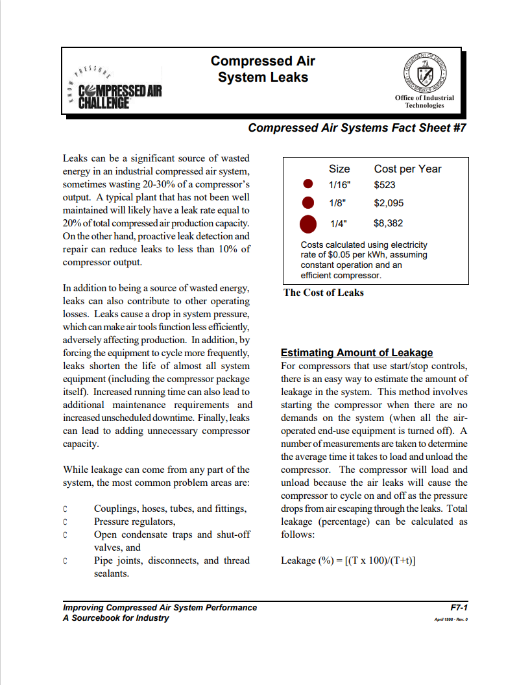 KNOW PRESSURE
COMPRESSED AIR
CHALLENGE
Compressed Air
System Leaks
Office of Industrial
Technologies
Compressed Air Systems Fact Sheet #7
Leaks can be a significant source of wasted
energy in an industrial compressed air system,
sometimes wasting 20-30% of a compressor's
output. A typical plant that has not been well
maintained will likely have a leak rate equal to
20% of total compressed air production capacity.
On the other hand, proactive leak detection and
repair can reduce leaks to less than 10% of
compressor output.
In addition to being a source of wasted energy,
leaks can also contribute to other operating
losses. Leaks cause a drop in system pressure,
which can make air tools function less efficiently,
adversely affecting production. In addition, by
forcing the equipment to cycle more frequently,
leaks shorten the life of almost all system
equipment (including the compressor package
itself). Increased running time can also lead to
additional maintenance requirements and
increased unscheduled downtime. Finally, leaks
can lead to adding unnecessary compressor
capacity.
While leakage can come from any part of the
system, the most common problem areas are:
C Couplings, hoses, tubes, and fittings,
C Pressure regulators,
C Open condensate traps and shut-off
valves, and
C Pipe joints, disconnects, and thread
sealants.
Size Cost per Year
1/16" $523
1/8" $2,095
1/4" $8,382
Costs calculated using electricity
rate of $0.05 per kWh, assuming
constant operation and an
efficient compressor.
The Cost of Leaks
Estimating Amount of Leakage
For compressors that use start/stop controls,
there is an easy way to estimate the amount of
leakage in the system. This method involves
starting the compressor when there are no
demands on the system (when all the air-
operated end-use equipment is turned off). A
number of measurements are taken to determine
the average time it takes to load and unload the
compressor. The compressor will load and
unload because the air leaks will cause the
compressor to cycle on and off as the pressure
drops from air escaping through the leaks. Total
leakage (percentage) can be calculated as
follows:
Leakage (%) = [(T x 100)/(T+t)]
Improving Compressed Air System Performance
A Sourcebook for Industry
F7-1
April 1998 - Rev. 0